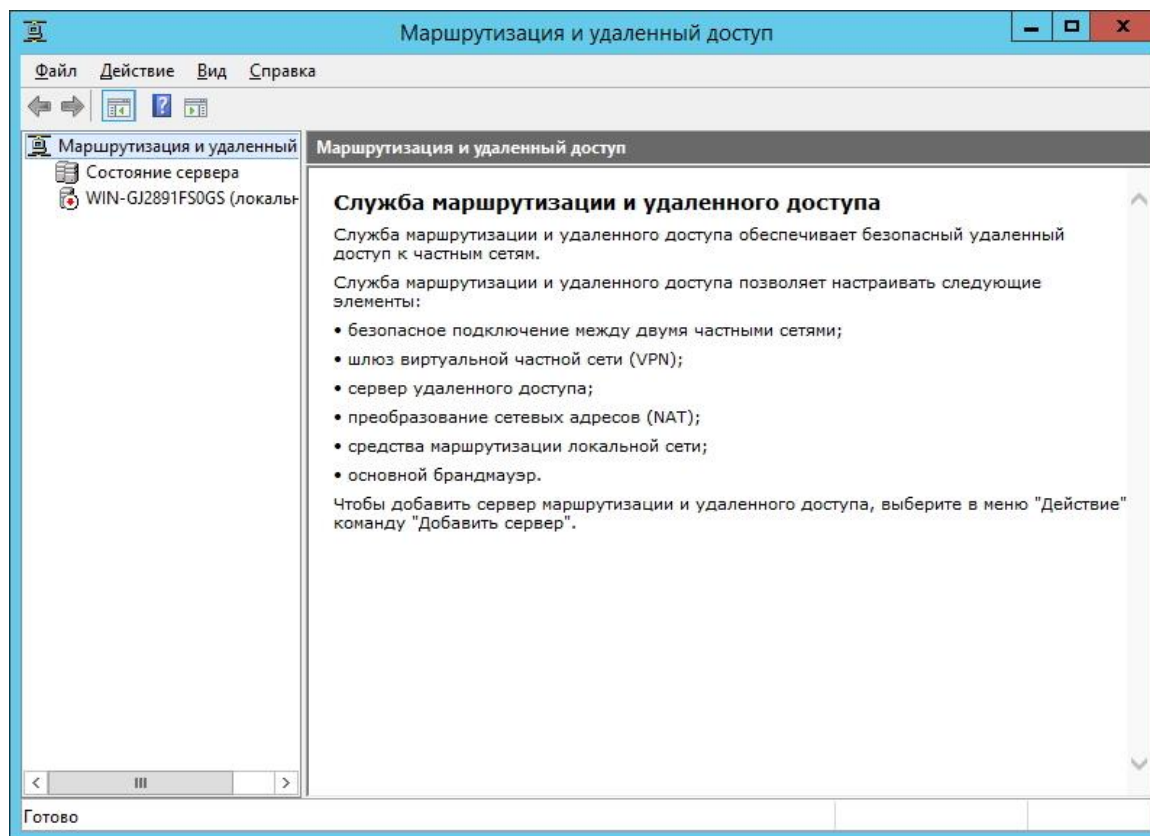 Маршрутизация и удаленный доступ
Файл Действие Вид Справка
Маршрутизация и удаленный
Состояние сервера
WIN-GJ2891FS0GS (локальн
Маршрутизация и удаленный доступ
Служба маршрутизации и удаленного доступа
Служба маршрутизации и удаленного доступа обеспечивает безопасный удаленный
доступ к частным сетям.
Служба маршрутизации и удаленного доступа позволяет настраивать следующие
элементы:
• безопасное подключение между двумя частными сетями;
• шлюз виртуальной частной сети (VPN);
• сервер удаленного доступа;
• преобразование сетевых адресов (NAT);
• средства маршрутизации локальной сети;
• основной брандмауэр.
Чтобы добавить сервер маршрутизации и удаленного доступа, выберите в меню "Действие"
команду "Добавить сервер".
Готово